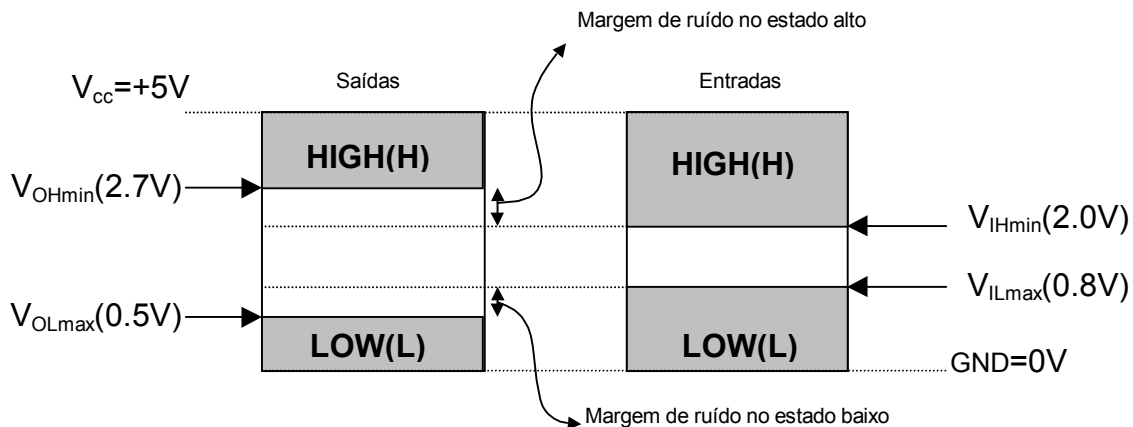 Margem de ruído no estado alto
Saídas
Entradas
Vcc=+5V
HIGH(H)
HIGH(H)
VOHmin(2.7V)
VIHmin(2.0V)
VILmax(0.8V)
VOLmax(0.5V)
LOW(L)
LOW(L)
GND=0V
Margem de ruído no estado baixo